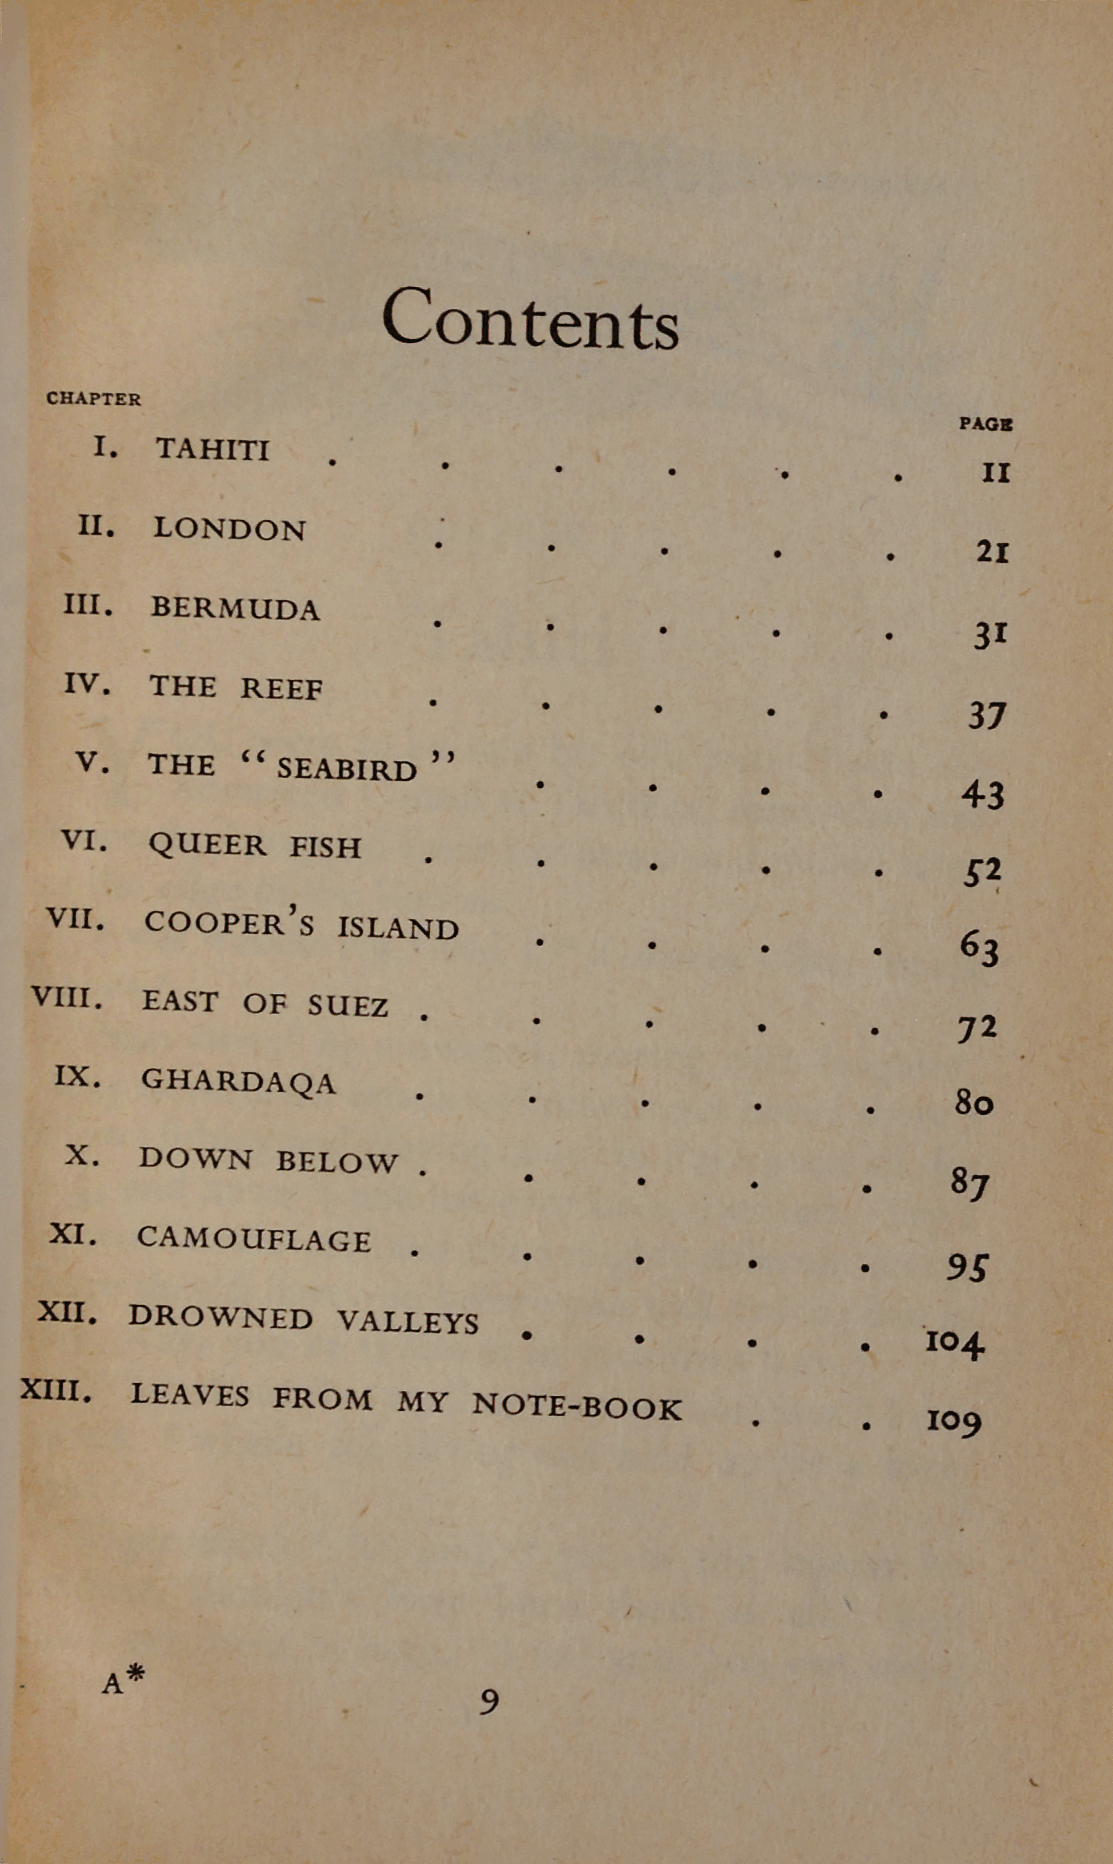 Contents
CHAPTER PAGE
I. TAHITI . . . . . . 11
II. LONDON . . . . . 21
III. BERMUDA . . . . . 31
IV. THE REEF . . . . . 37
V. THE “SEABIRD” . . . . 43
VI. QUEER FISH . . . . . 52
VII. COOPER’S ISLAND . . . . 63
VIII. EAST OF SUEZ . . . . . 72
IX. GHARDAQA . . . . . 80
X. DOWN BELOW . . . . . 87
XI. CAMOUFLAGE . . . . . 95
XII. DROWNED VALLEYS . . . . 104
XIII. LEAVES FROM MY NOTE-BOOK . . 109
A* 9